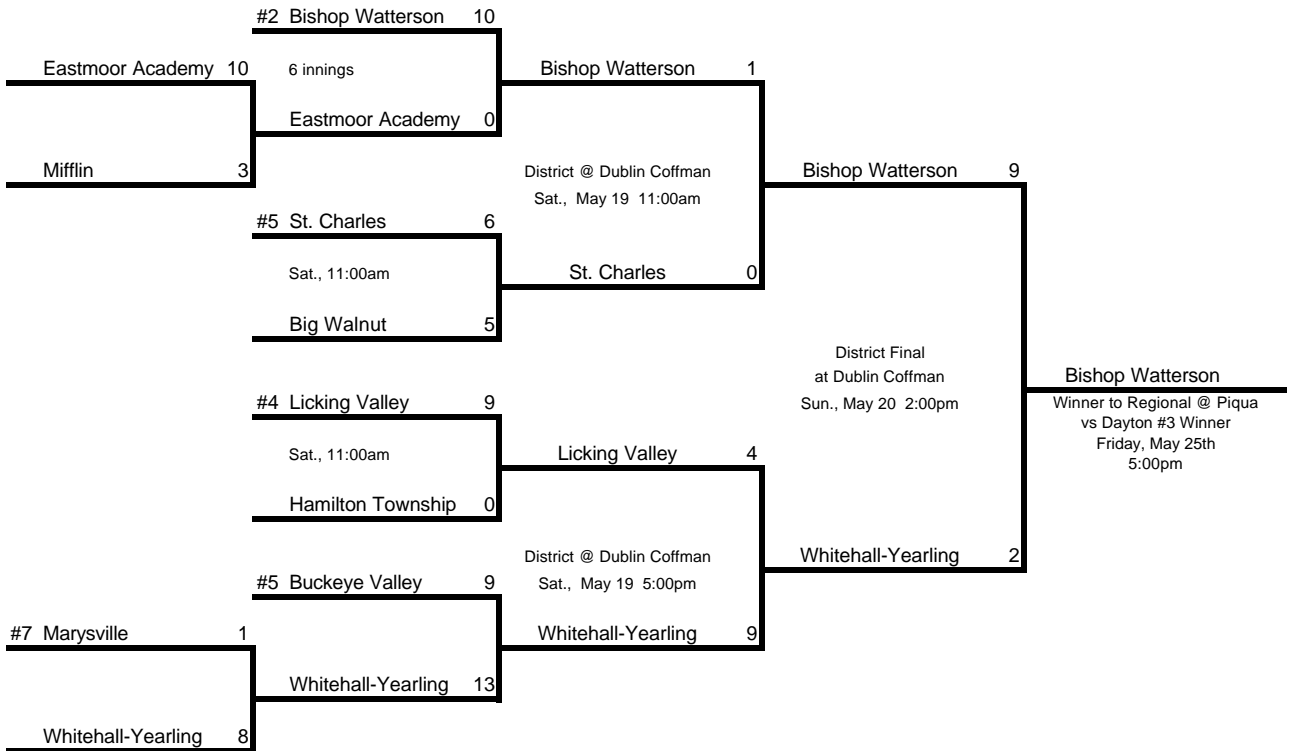 #2 Bishop Watterson 10
Eastmoor Academy 10
6 innings
Bishop Watterson 1
Eastmoor Academy 0
Mifflin 3
District @ Dublin Coffman
Sat., May 19 11:00am
Bishop Watterson 9
#5 St. Charles 6
Sat., 11:00am
St. Charles 0
Big Walnut 5
District Final
at Dublin Coffman
Sun., May 20 2:00pm
Bishop Watterson
Winner to Regional @ Piqua
vs Dayton #3 Winner
Friday, May 25th
5:00pm
#4 Licking Valley 9
Sat., 11:00am
Licking Valley 4
Hamilton Township 0
District @ Dublin Coffman
Sat., May 19 5:00pm
Whitehall-Yearling 2
#5 Buckeye Valley 9
#7 Marysville 1
Whitehall-Yearling 9
Whitehall-Yearling 13
Whitehall-Yearling 8